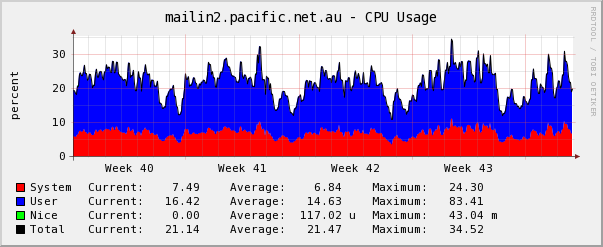 mailin2.pacific.net.au - CPU Usage
RRDTOOL / TOBI OETIKER
percent
30
20
10
0
Week 40 Week 41 Week 42 Week 43
System Current: 7.49 Average: 6.84 Maximum: 24.30
User Current: 16.42 Average: 14.63 Maximum: 83.41
Nice Current: 0.00 Average: 117.02 u Maximum: 43.04 m
Total Current: 21.14 Average: 21.47 Maximum: 34.52